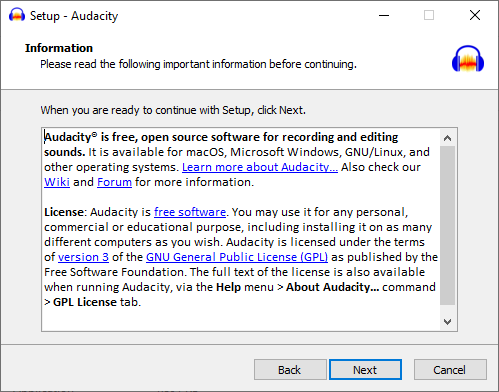 Setup - Audacity
Information
Please read the following important information before continuing.
When you are ready to continue with Setup, click Next.
Audacity® is free, open source software for recording and editing
sounds. It is available for macOS, Microsoft Windows, GNU/Linux, and
other operating systems. Learn more about Audacity... Also check our
Wiki and Forum for more information.
License: Audacity is free software. You may use it for any personal,
commercial or educational purpose, including installing it on as many
different computers as you wish. Audacity is licensed under the terms
of version 3 of the GNU General Public License (GPL) as published by the
Free Software Foundation. The full text of the license is also available
when running Audacity, via the Help menu > About Audacity... command
> GPL License tab.
Back Next Cancel